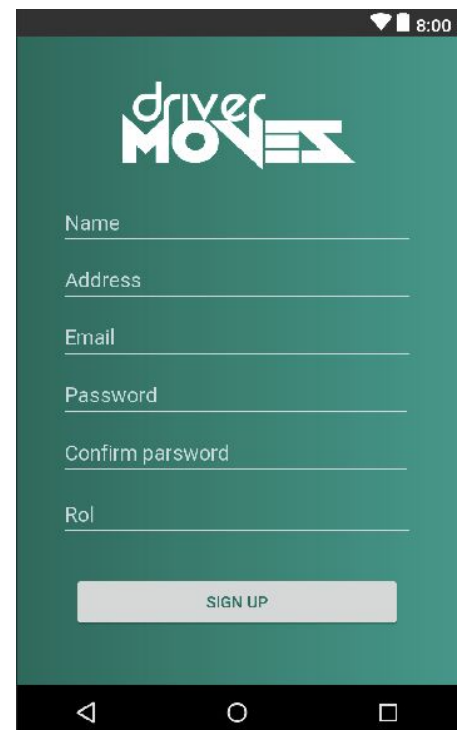 8:00
driver
MOVES
Name
Address
Email
Password
Confirm parsword
Rol
SIGN UP